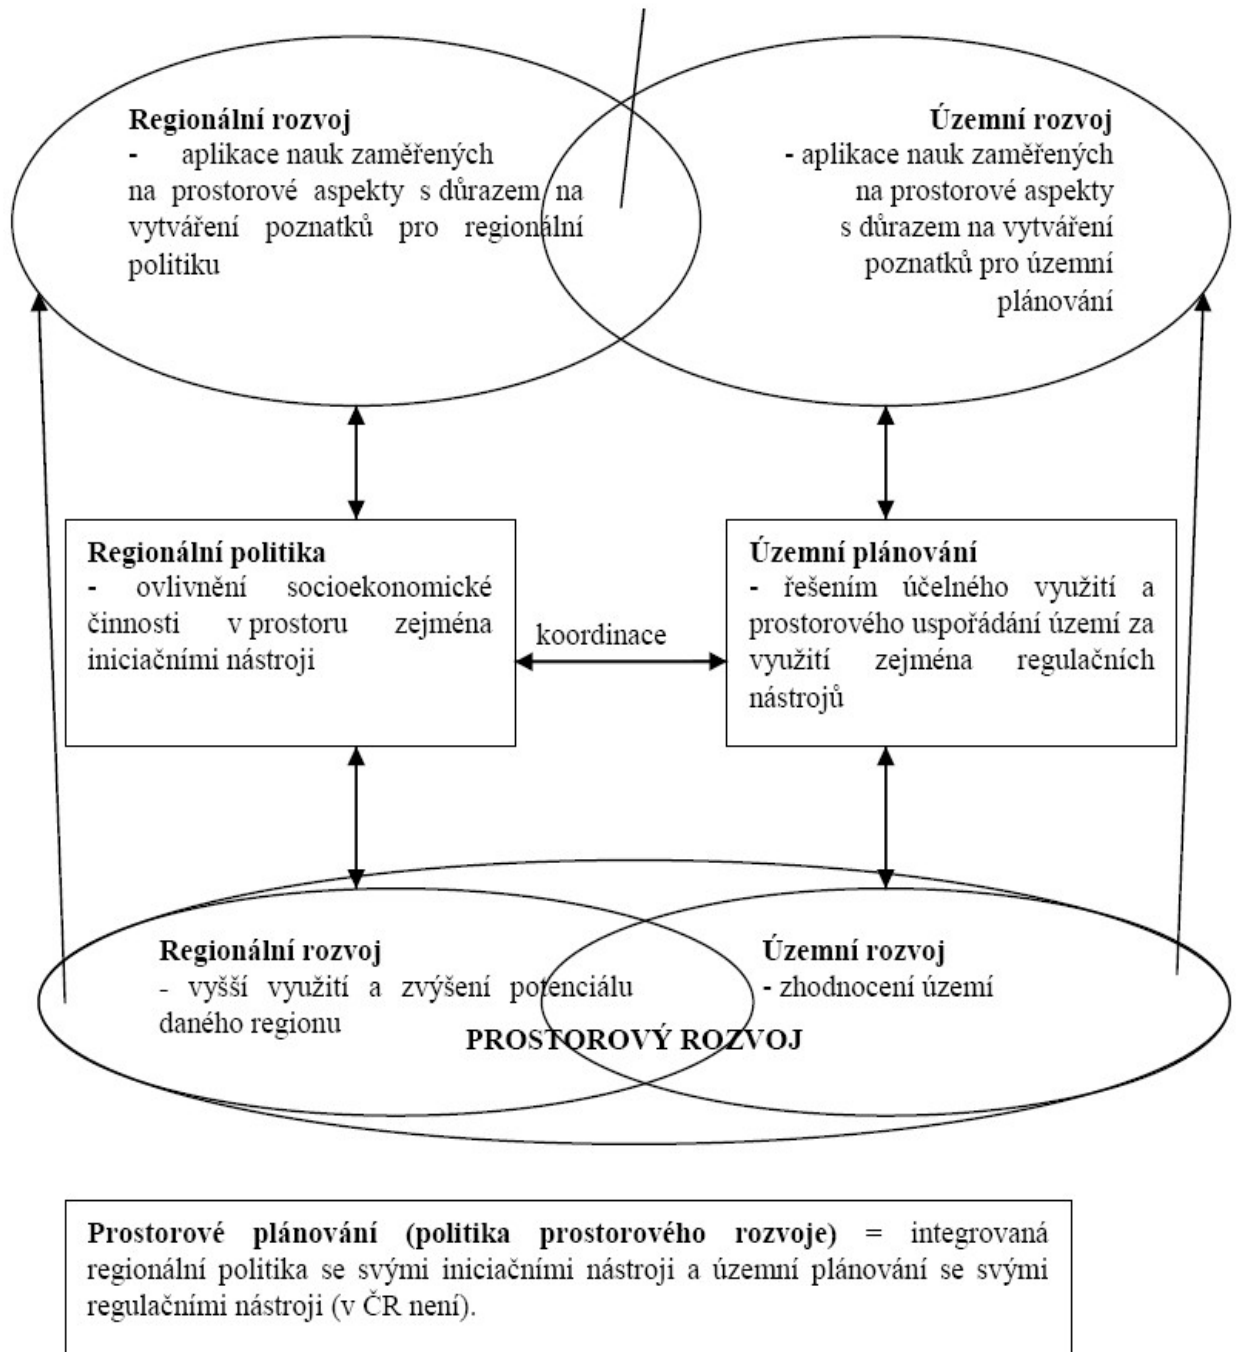 Regionální rozvoj
- aplikace nauk zaměřených
na prostorové aspekty s důrazem na
vytváření poznatků pro regionální
politiku
Územní rozvoj
- aplikace nauk zaměřených
na prostorové aspekty
s důrazem na vytváření
poznatků pro územní
plánování
Regionální politika
- ovlivnění socioekonomické
činnosti v prostoru zejména
iniciačními nástroji
koordinace
Územní plánování
- řešením účelného využití a
prostorového uspořádání území za
využití zejména regulačních
nástrojů
Regionální rozvoj
- vyšší využití a zvýšení potenciálu
daného regionu
Územní rozvoj
- zhodnocení území
PROSTOROVÝ ROZVOJ
Prostorové plánování (politika prostorového rozvoje) = integrovaná
regionální politika se svými iniciačními nástroji a územní plánování se svými
regulačními nástroji (v ČR není).